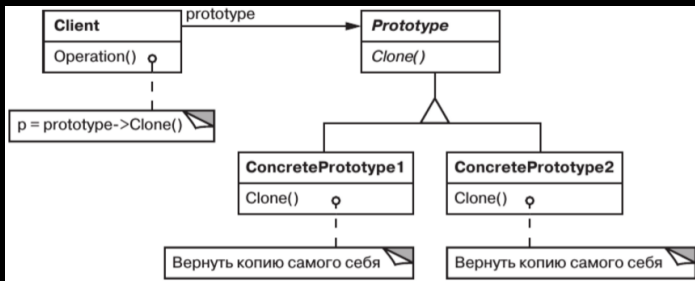 prototype
Client
Prototype
Operation()
Clone()
p = prototype->Clone()
ConcretePrototype1
ConcretePrototype2
Clone()
Clone()
Вернуть копию самого себя
Вернуть копию самого себя